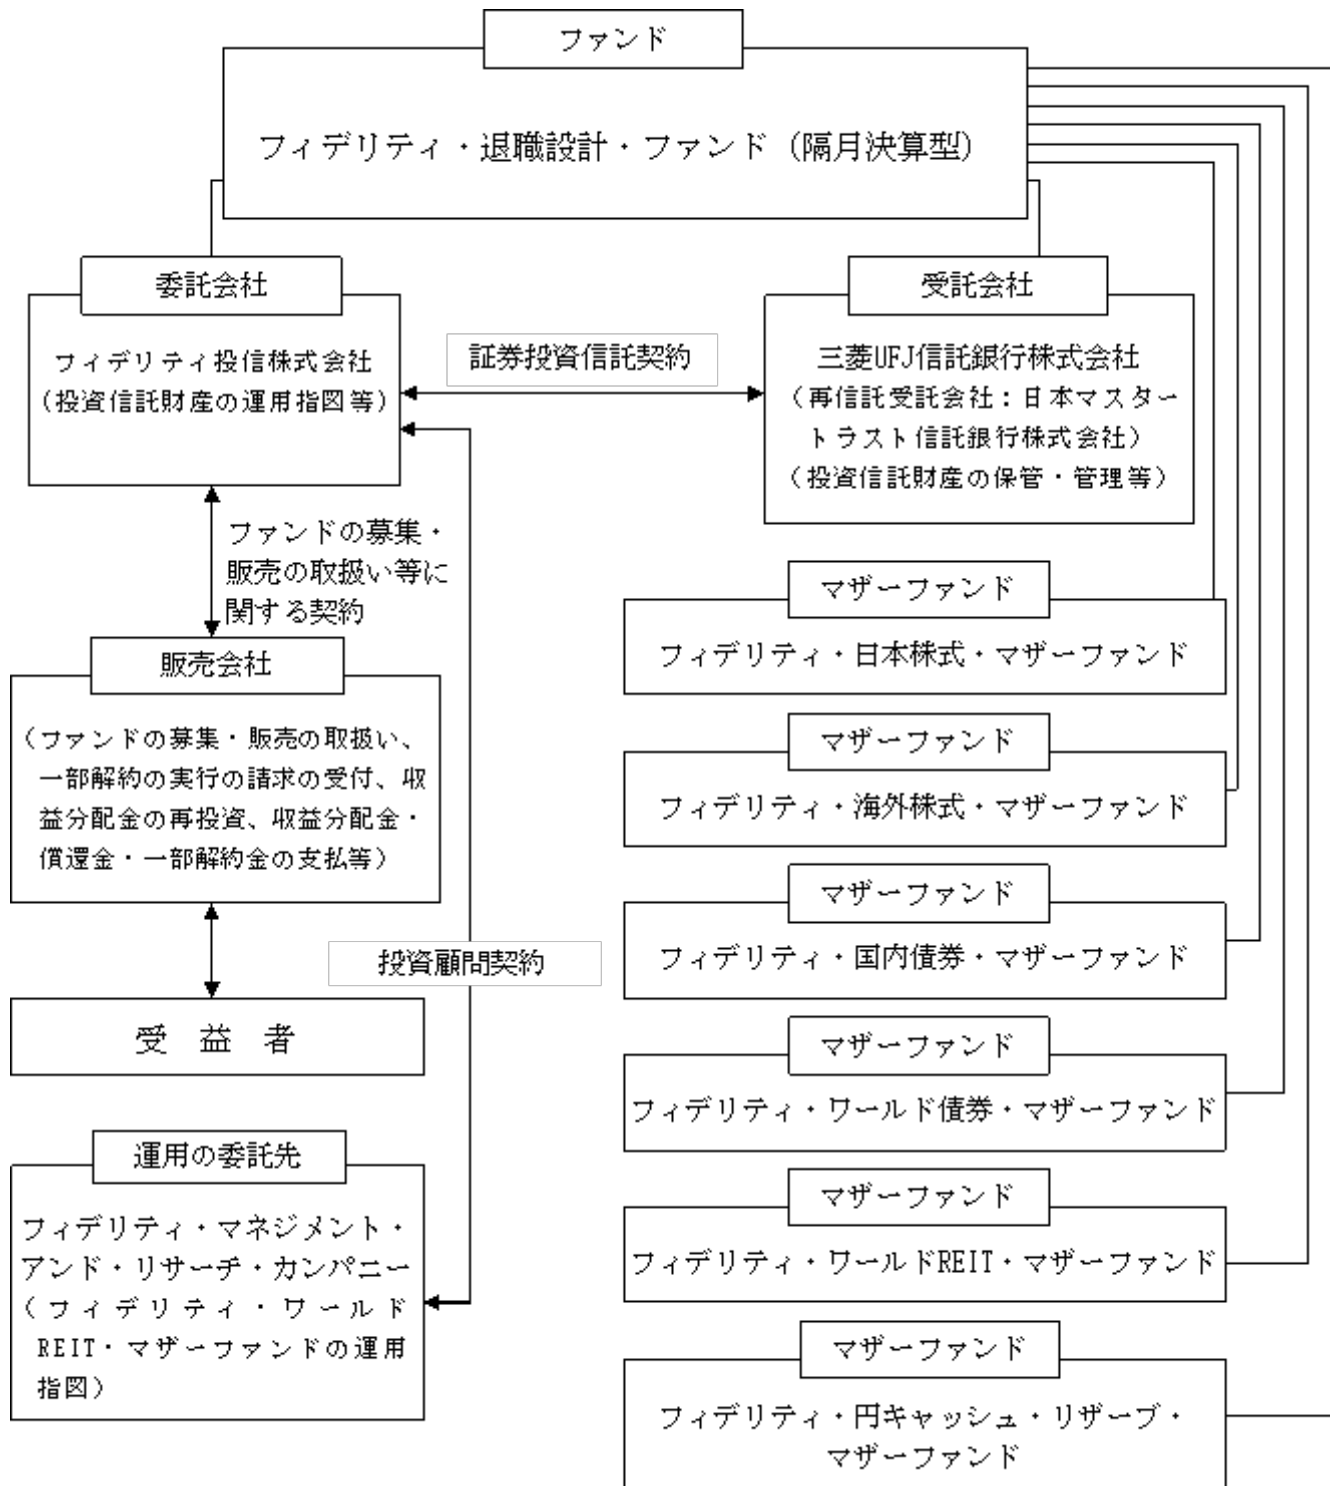 ファンド
フィデリティ・退職設計・ファンド（隔月決算型）
委託会社
フィデリティ投信株式会社
（投資信託財産の運用指図等）
証券投資信託契約
受託会社
三菱UFJ信託銀行株式会社
（再信託受託会社：日本マスター
トラスト信託銀行株式会社）
（投資信託財産の保管・管理等）
ファンドの募集・
販売の取扱い等に
関する契約
販売会社
（ファンドの募集・販売の取扱い、
一部解約の実行の請求の受付、収
益分配金の再投資、収益分配金・
償還金・一部解約金の支払等）
投資顧問契約
受益者
運用の委託先
フィデリティ・マネジメント・
アンド・リサーチ・カンパニー
（フィデリティ・ワールド
REIT・マザーファンドの運用
指図）
マザーファンド
フィデリティ・日本株式・マザーファンド
マザーファンド
フィデリティ・海外株式・マザーファンド
マザーファンド
フィデリティ・国内債券・マザーファンド
マザーファンド
フィデリティ・ワールド債券・マザーファンド
マザーファンド
フィデリティ・ワールドREIT・マザーファンド
マザーファンド
フィデリティ・円キャッシュ・リザーブ・
マザーファンド